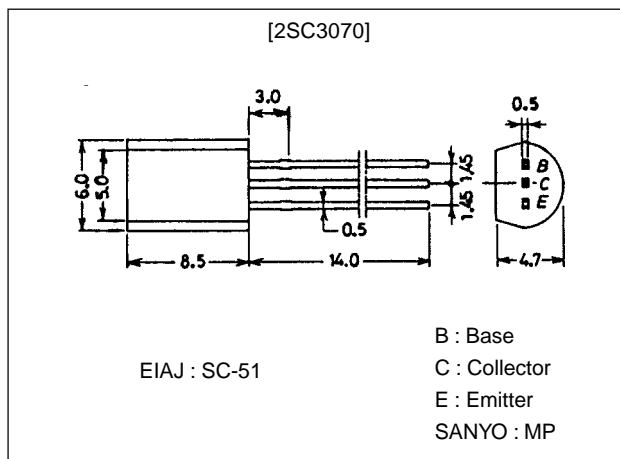 [2SC3070]
3.0
0.5
6.0
5.0
B
C
E
1.45
1.45
0.5
8.5
14.0
4.7
EIAJ : SC-51
B : Base
C : Collector
E : Emitter
SANYO : MP